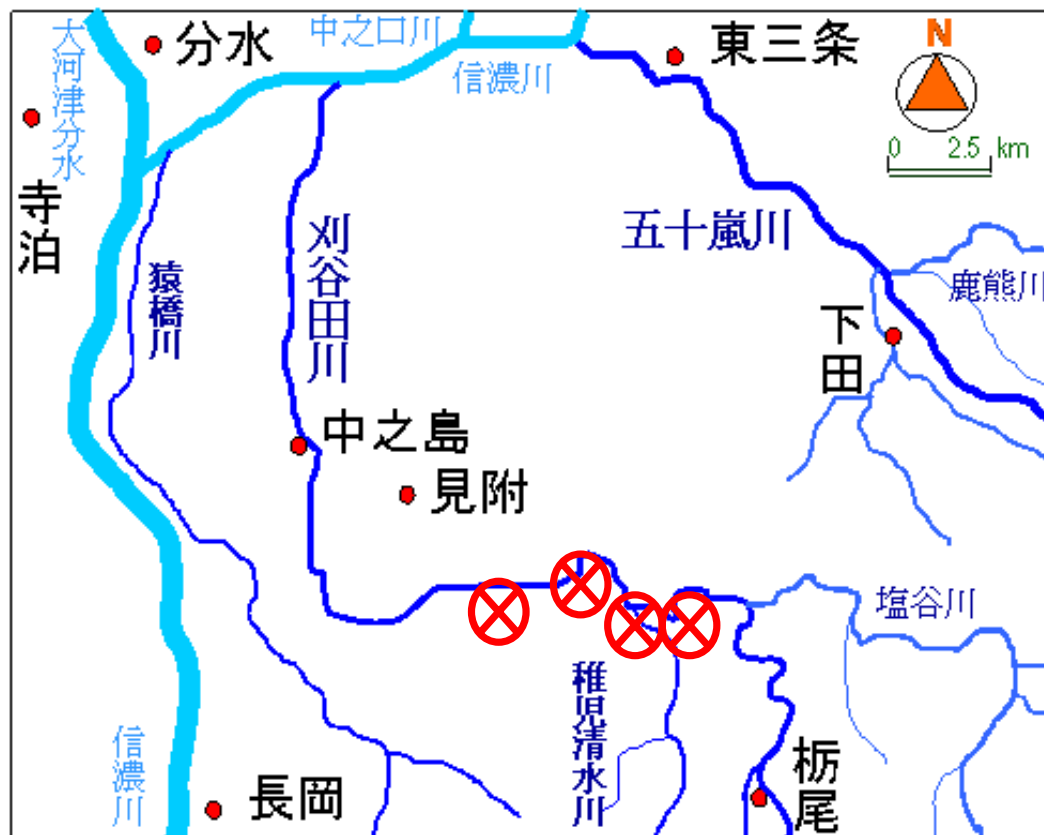 大河津分水
分水
中之口川
信濃川
東三条
N
0 2.5 km
寺泊
猿橋川
刈谷田川
五十嵐川
鹿熊川
下田
中之島
見附
塩谷川
稚児清水川
栃尾
信濃川
長岡